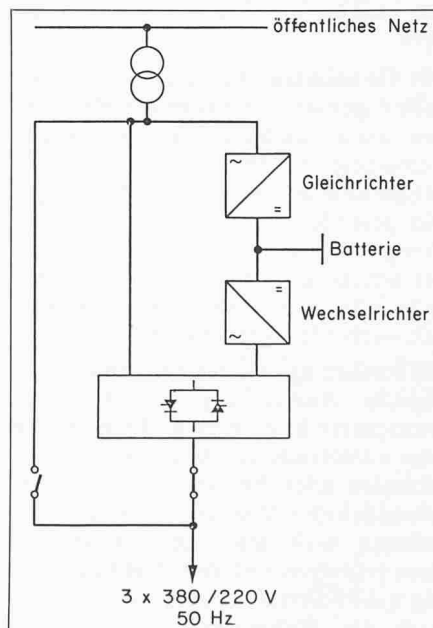 öffentliches Netz
~
=
Gleichrichter
Batterie
=
~
Wechselrichter
3 x 380 /220 V
50 Hz